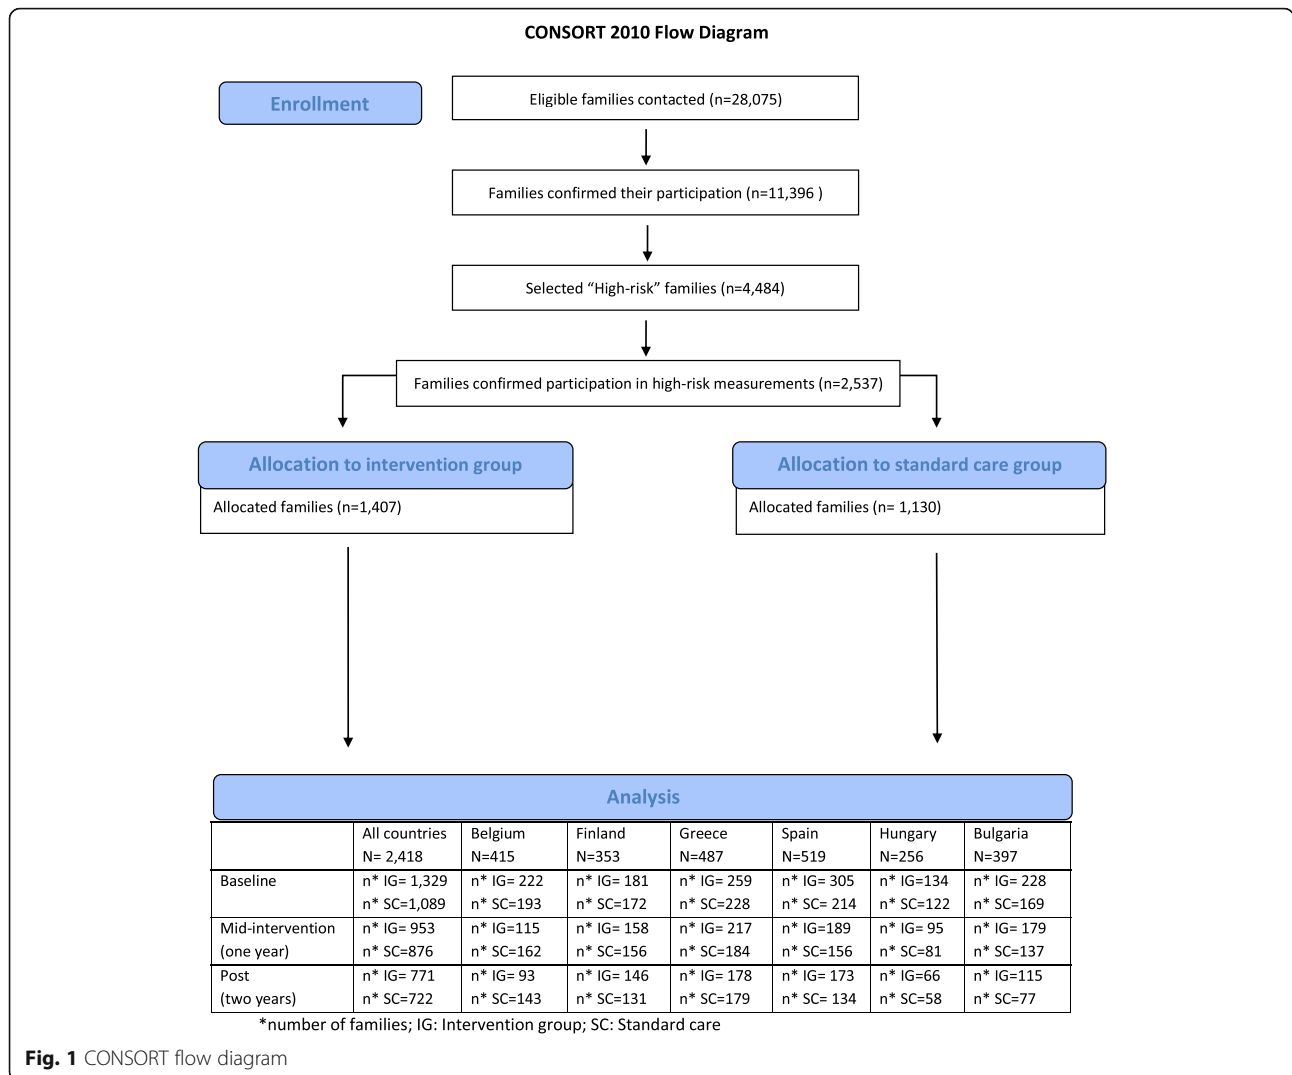 CONSORT 2010 Flow Diagram
Enrollment
Eligible families contacted (n=28,075)
Families confirmed their participation (n=11,396 )
Selected “High-risk” families (n=4,484)
Families confirmed participation in high-risk measurements (n=2,537)
Allocation to intervention group
Allocated families (n=1,407)
Allocation to standard care group
Allocated families (n= 1,130)
Analysis
All countries Belgium Finland Greece Spain Hungary Bulgaria
N= 2,418 N=415 N=353 N=487 N=519 N=256 N=397
Baseline n* IG= 1,329 n* IG= 222 n* IG= 181 n* IG= 259 n* IG= 305 n* IG=134 n* IG= 228
n* SC=1,089 n* SC=193 n* SC=172 n* SC=228 n* SC= 214 n* SC=122 n* SC=169
Mid-intervention n* IG= 953 n* IG=115 n* IG= 158 n* IG= 217 n* IG=189 n* IG= 95 n* IG= 179
(one year) n* SC=876 n* SC=162 n* SC=156 n* SC=184 n* SC=156 n* SC=81 n* SC=137
Post n* IG= 771 n* IG= 93 n* IG= 146 n* IG= 178 n* IG= 173 n* IG=66 n* IG=115
(two years) n* SC=722 n* SC=143 n* SC=131 n* SC=179 n* SC= 134 n* SC=58 n* SC=77
*number of families; IG: Intervention group; SC: Standard care
Fig. 1 CONSORT flow diagram